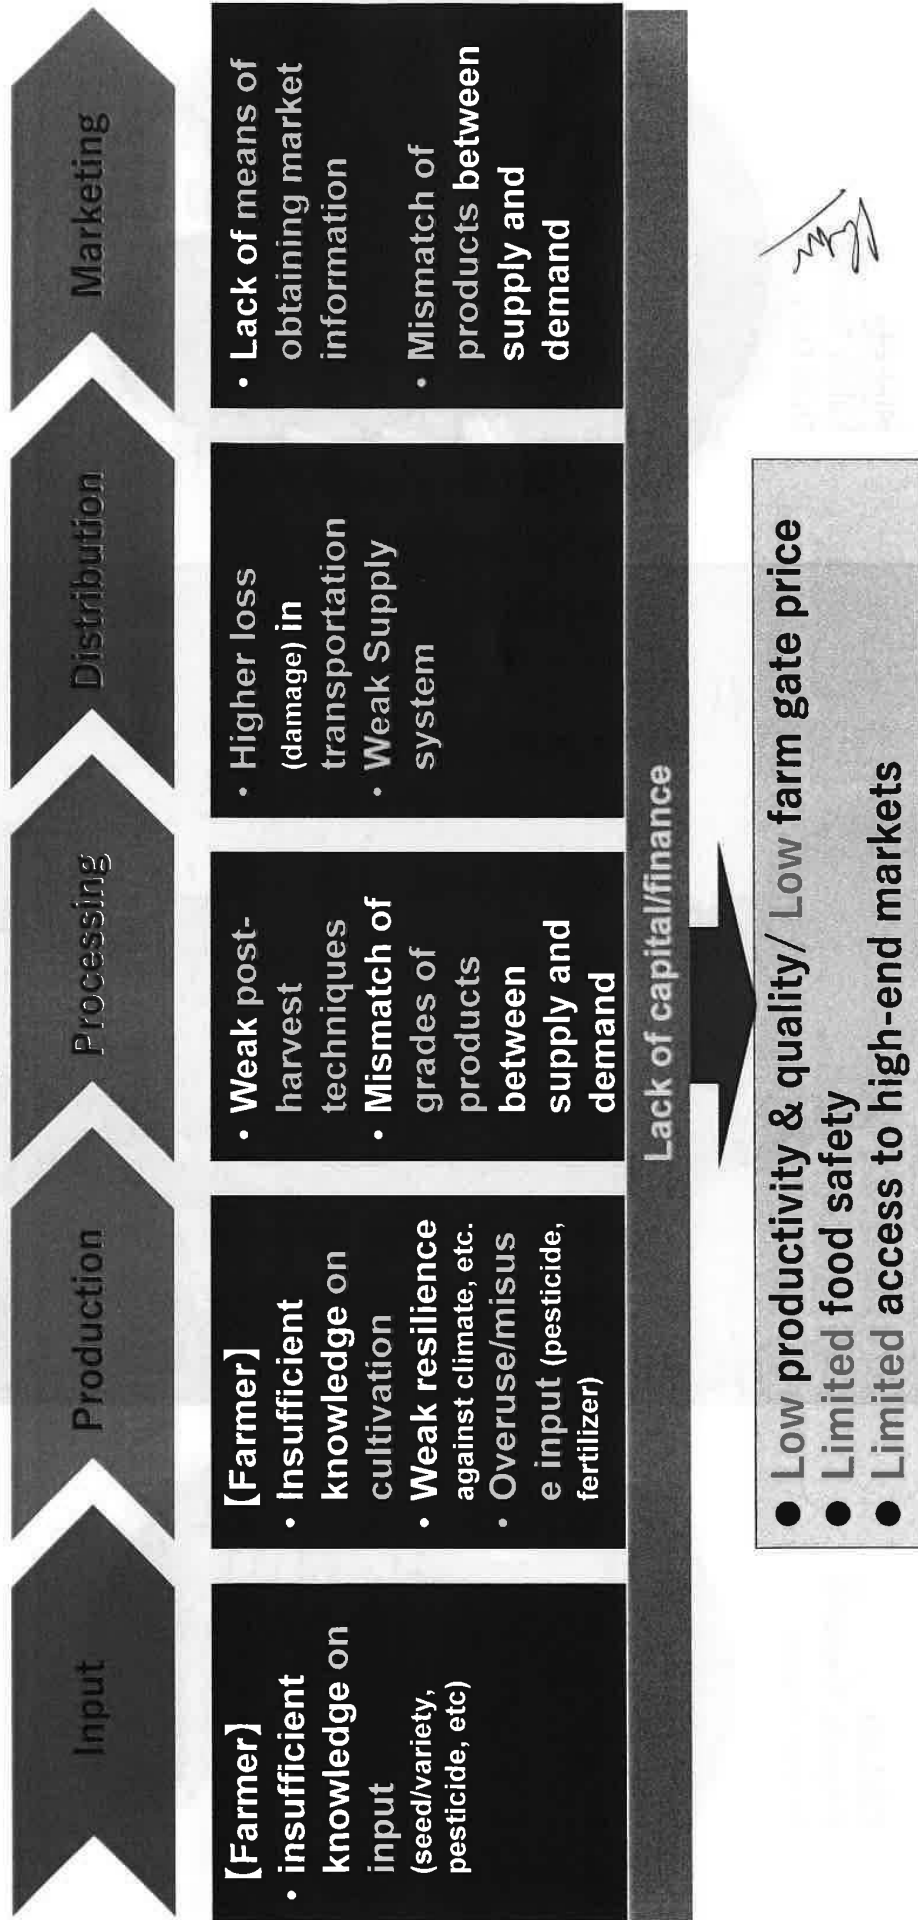 Input
Production
Processing
Distribution
Marketing
【Farmer】
• insufficient
knowledge on
input
(seed/variety,
pesticide, etc)
【Farmer】
• Insufficient
knowledge on
cultivation
• Weak resilience
against climate, etc.
• Overuse/misus
e input (pesticide,
fertilizer)
• Weak post-
harvest
techniques
• Mismatch of
grades of
products
between
supply and
demand
• Higher loss
(damage) in
transportation
• Weak Supply
system
• Lack of means of
obtaining market
information
• Mismatch of
products between
supply and
demand
Lack of capital/finance
● Low productivity & quality/ Low farm gate price
● Limited food safety
● Limited access to high-end markets